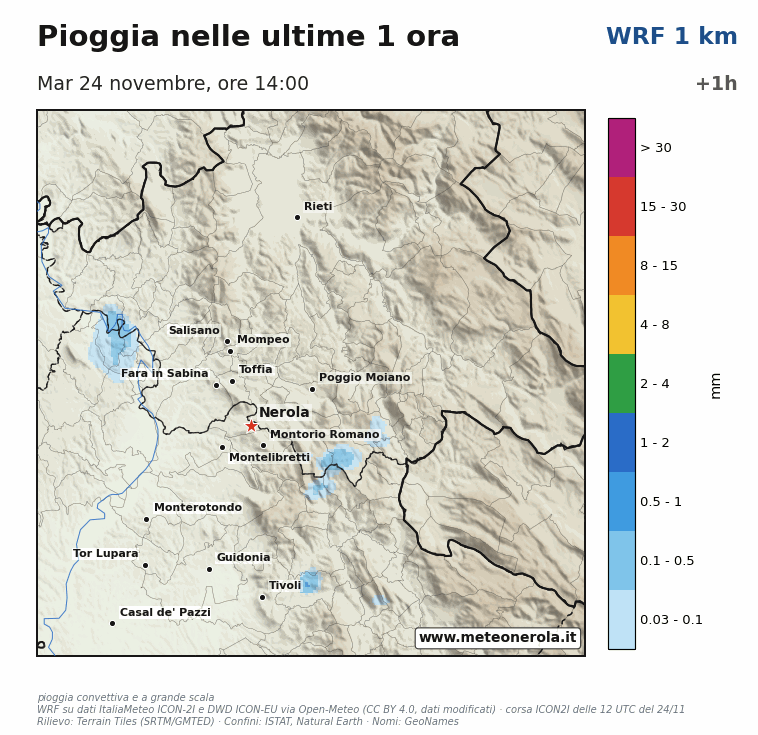 Pioggia nelle ultime 1 ora
WRF 1 km
Mar 24 novembre, ore 14:00
+1h
> 30
15 - 30
8 - 15
4 - 8
2 - 4
1 - 2
0.5 - 1
0.1 - 0.5
0.03 - 0.1
mm
Rieti
Salisano
Mompeo
Fara in Sabina
Toffia
Poggio Moiano
Nerola
Montorio Romano
Montelibretti
Monterotondo
Tor Lupara
Guidonia
Tivoli
Casal de' Pazzi
www.meteonerola.it
pioggia convettiva e a grande scala
WRF su dati ItaliaMeteo ICON-2I e DWD ICON-EU via Open-Meteo (CC BY 4.0, dati modificati) · corsa ICON2I delle 12 UTC del 24/11
Rilievo: Terrain Tiles (SRTM/GMTED) · Confini: ISTAT, Natural Earth · Nomi: GeoNames